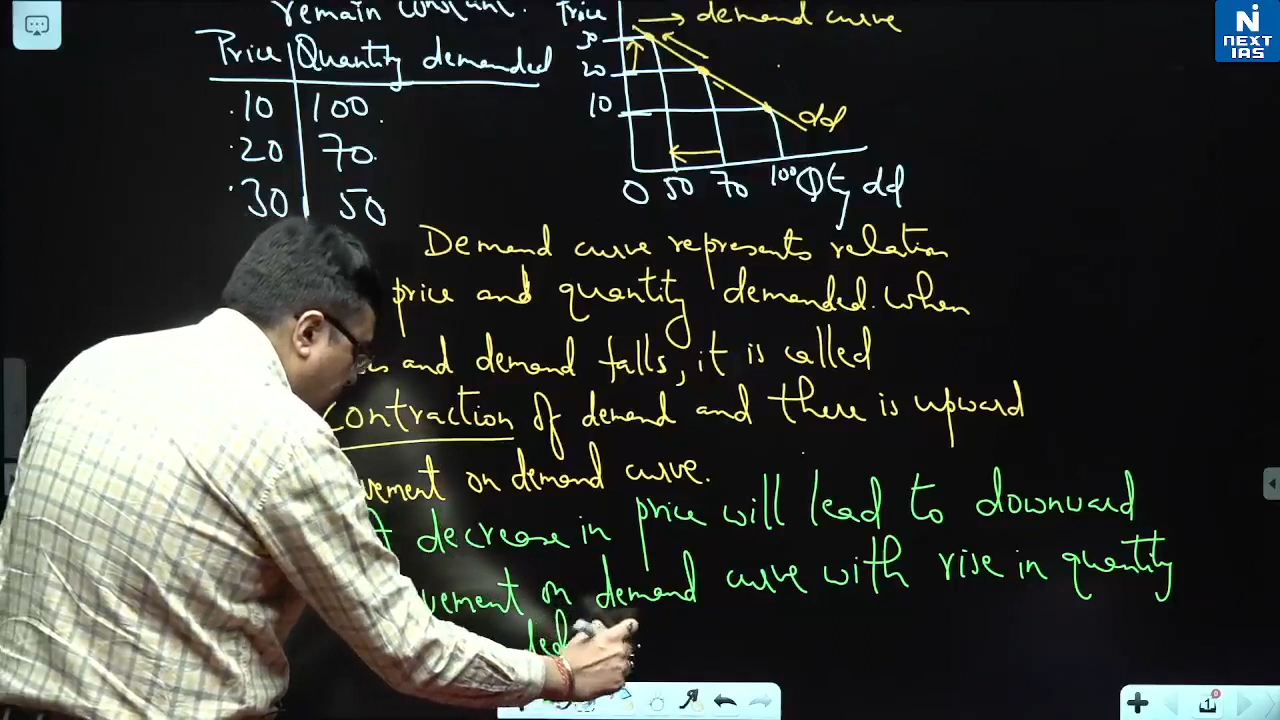 remain constant.
Price Quantity demanded
10 100
20 70
30 50
Price → demand curve
30
20
10
dd
0 50 70 100 Qty dd
Demand curve represents relation
price and quantity demanded. When
and demand falls, it is called
contraction of demand and there is upward
on demand curve.
decrease in price will lead to downward
on demand curve with rise in quantity
NEXT
IAS